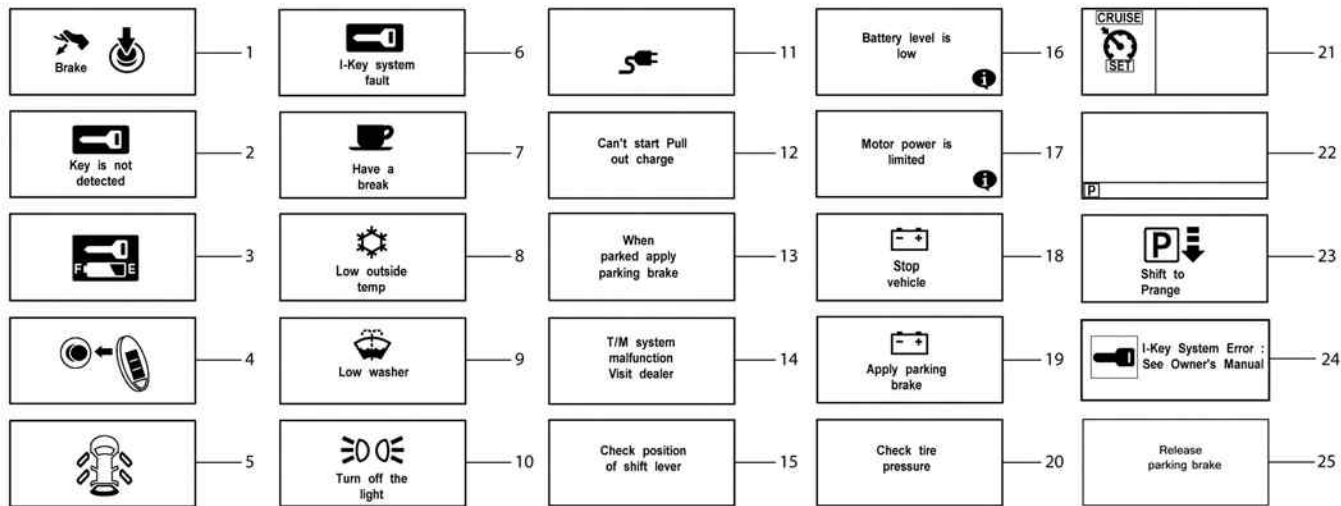 Brake
1
Key is not
detected
2
F E
3
4
5
I-Key system
fault
6
Have a
break
7
Low outside
temp
8
Low washer
9
Turn off the
light
10
11
Can't start Pull
out charge
12
When
parked apply
parking brake
13
T/M system
malfunction
Visit dealer
14
Check position
of shift lever
15
Battery level is
low
i
16
Motor power is
limited
i
17
- +
Stop
vehicle
18
- +
Apply parking
brake
19
Check tire
pressure
20
CRUISE
SET
21
P
22
P
Shift to
Prange
23
I-Key System Error :
See Owner's Manual
24
Release
parking brake
25